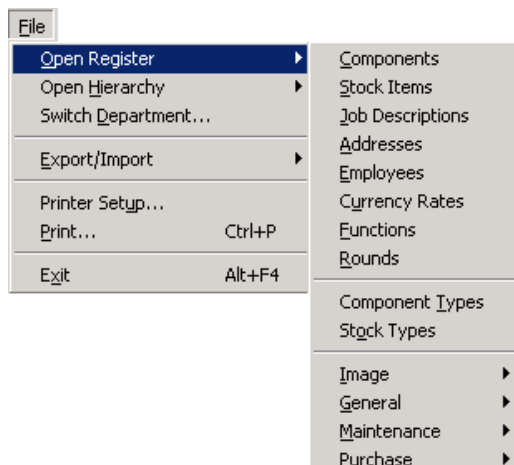 File
Open Register
Open Hierarchy
Switch Department...
Export/Import
Printer Setup...
Print... Ctrl+P
Exit Alt+F4
Components
Stock Items
Job Descriptions
Addresses
Employees
Currency Rates
Functions
Rounds
Component Types
Stock Types
Image
General
Maintenance
Purchase